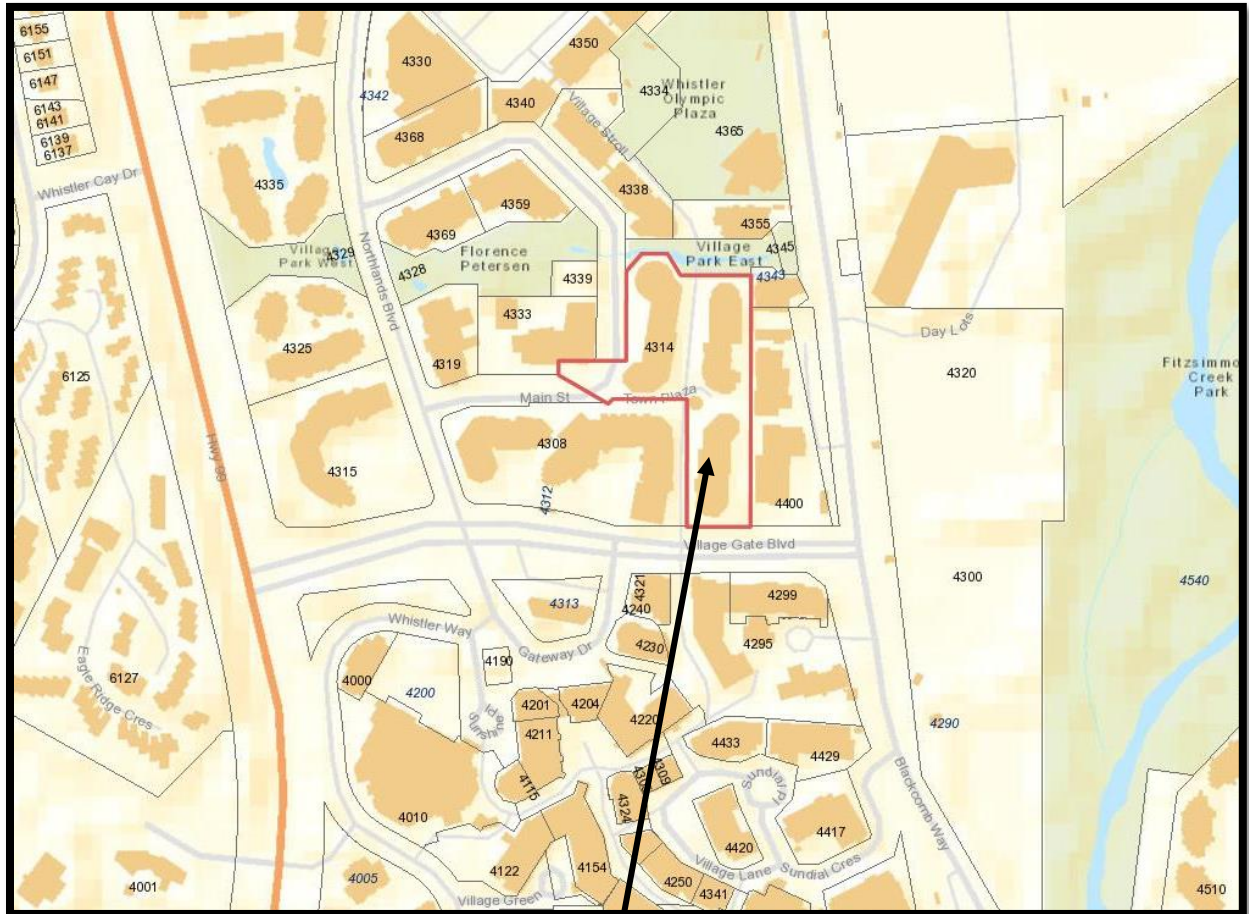 6155
6151
6147
6143
6141
6139
6137
Whistler Cay Dr
4330
4342
4350
4340
4368
4334
Whistler
Olympic
Plaza
4365
Village Stroll
4335
4359
4369
4338
4355
Village
Park West
4329
Northlands Blvd
4328
Florence
Petersen
4339
Village
Park East
4345
4343
4333
4325
4319
4314
Day Lots
4320
Fitzsimmo
Creek
Park
6125
Main St
Town Plaza
Hwy 99
4315
4308
4312
4400
Village Gate Blvd
4300
4540
4313
4321
4240
4299
Whistler Way
Gateway Dr
4230
4295
4190
Eagle Ridge Cres
6127
4000
4200
4201
4204
4220
4290
Sunshine Pl
4211
4433
4429
4115
4309
4324
Sundial Pl
Blackcomb Way
4010
4420
4417
4122
4154
Village Lane
Sundial Cres
4001
4005
4250
4341
4510
Village Green